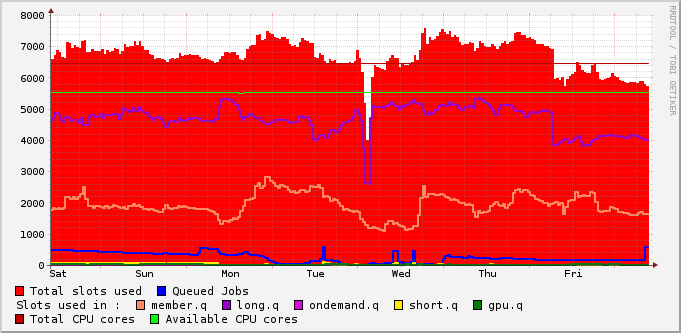 8000
7000
6000
5000
4000
3000
2000
1000
0
Sat Sun Mon Tue Wed Thu Fri
Total slots used Queued Jobs
Slots used in : member.q long.q ondemand.q short.q gpu.q
Total CPU cores Available CPU cores
RRDTOOL / TOBI OETIKER